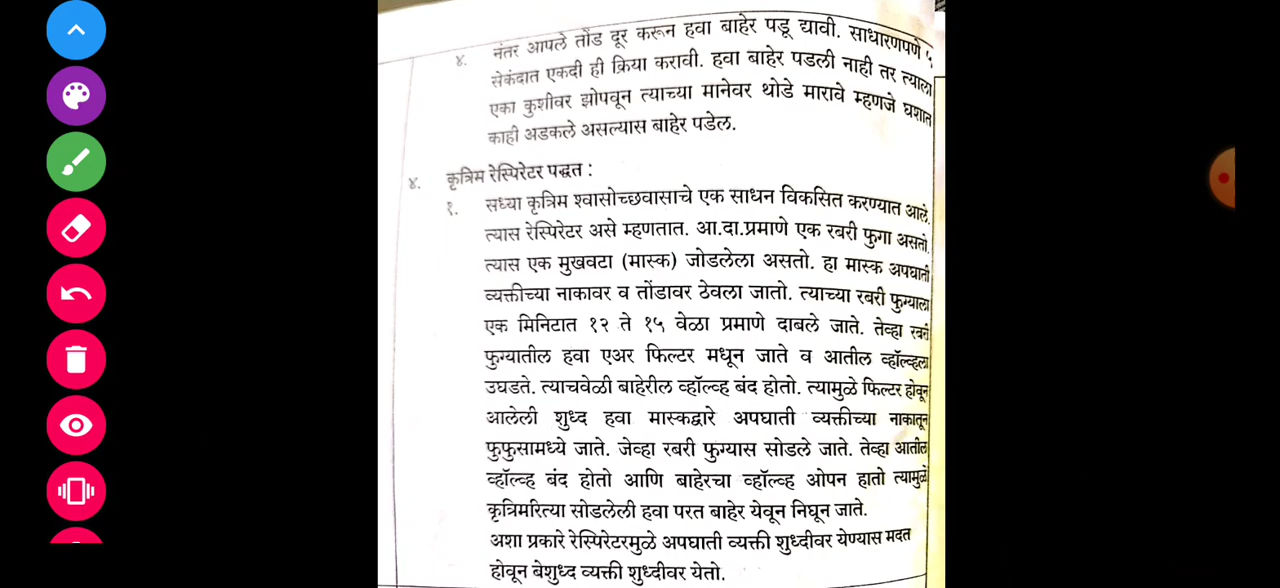 ४. नंतर आपले तोंड दूर करून हवा बाहेर पडू द्यावी. साधारणपणे ५
सेकंदात एकदी ही क्रिया करावी. हवा बाहेर पडली नाही तर त्याला
एका कुशीवर झोपवून त्याच्या मानेवर थोडे मारावे म्हणजे घशात
काही अडकले असल्यास बाहेर पडेल.
४. कृत्रिम रेस्पिरेटर पद्धत :
१. सध्या कृत्रिम श्वासोच्छवासाचे एक साधन विकसित करण्यात आले.
त्यास रेस्पिरेटर असे म्हणतात. आ.दा.प्रमाणे एक रबरी फुगा असतो.
त्यास एक मुखवटा (मास्क) जोडलेला असतो. हा मास्क अपघाती
व्यक्तीच्या नाकावर व तोंडावर ठेवला जातो. त्याच्या रबरी फुग्याला
एक मिनिटात १२ ते १५ वेळा प्रमाणे दाबले जाते. तेव्हा रबरी
फुग्यातील हवा एअर फिल्टर मधून जाते व आतील व्हॉल्व्हला
उघडते. त्याचवेळी बाहेरील व्हॉल्व्ह बंद होतो. त्यामुळे फिल्टर होवून
आलेली शुध्द हवा मास्कद्वारे अपघाती व्यक्तीच्या नाकातून
फुफुसामध्ये जाते. जेव्हा रबरी फुग्यास सोडले जाते. तेव्हा आतील
व्हॉल्व्ह बंद होतो आणि बाहेरचा व्हॉल्व्ह ओपन हातो त्यामुळे
कृत्रिमरित्या सोडलेली हवा परत बाहेर येवून निघून जाते.
अशा प्रकारे रेस्पिरेटरमुळे अपघाती व्यक्ती शुध्दीवर येण्यास मदत
होवून बेशुध्द व्यक्ती शुध्दीवर येतो.